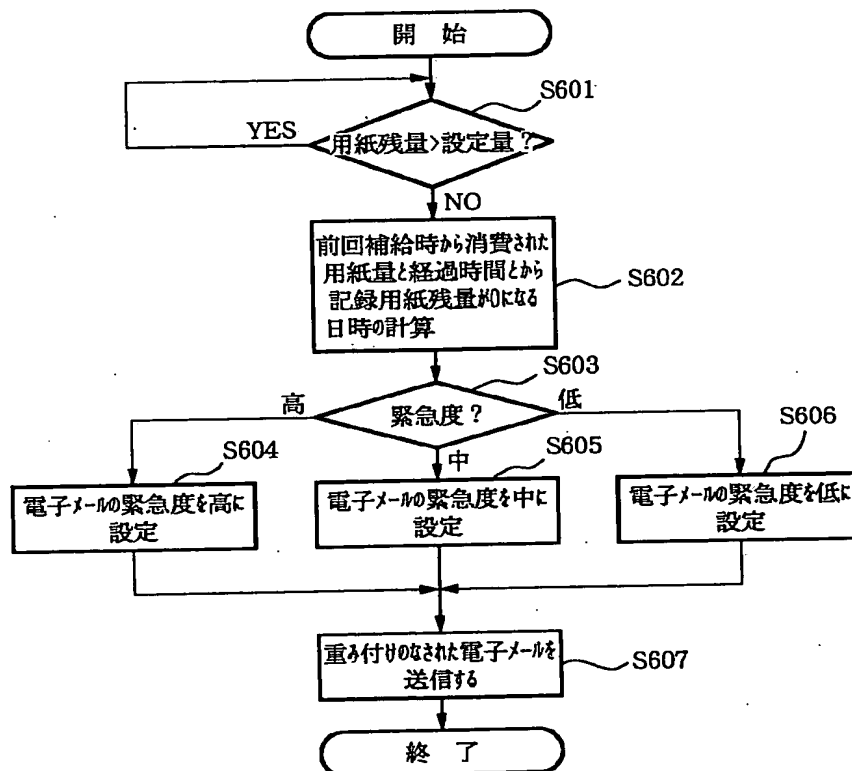 開 始
S601
YES
用紙残量>設定量?
NO
前回補給時から消費された
用紙量と経過時間とから
記録用紙残量が0になる
日時の計算
S602
S603
高
緊急度?
低
中
S604
S605
S606
電子メールの緊急度を高に
設定
電子メールの緊急度を中に
設定
電子メールの緊急度を低に
設定
重み付けのなされた電子メールを
送信する
S607
終 了